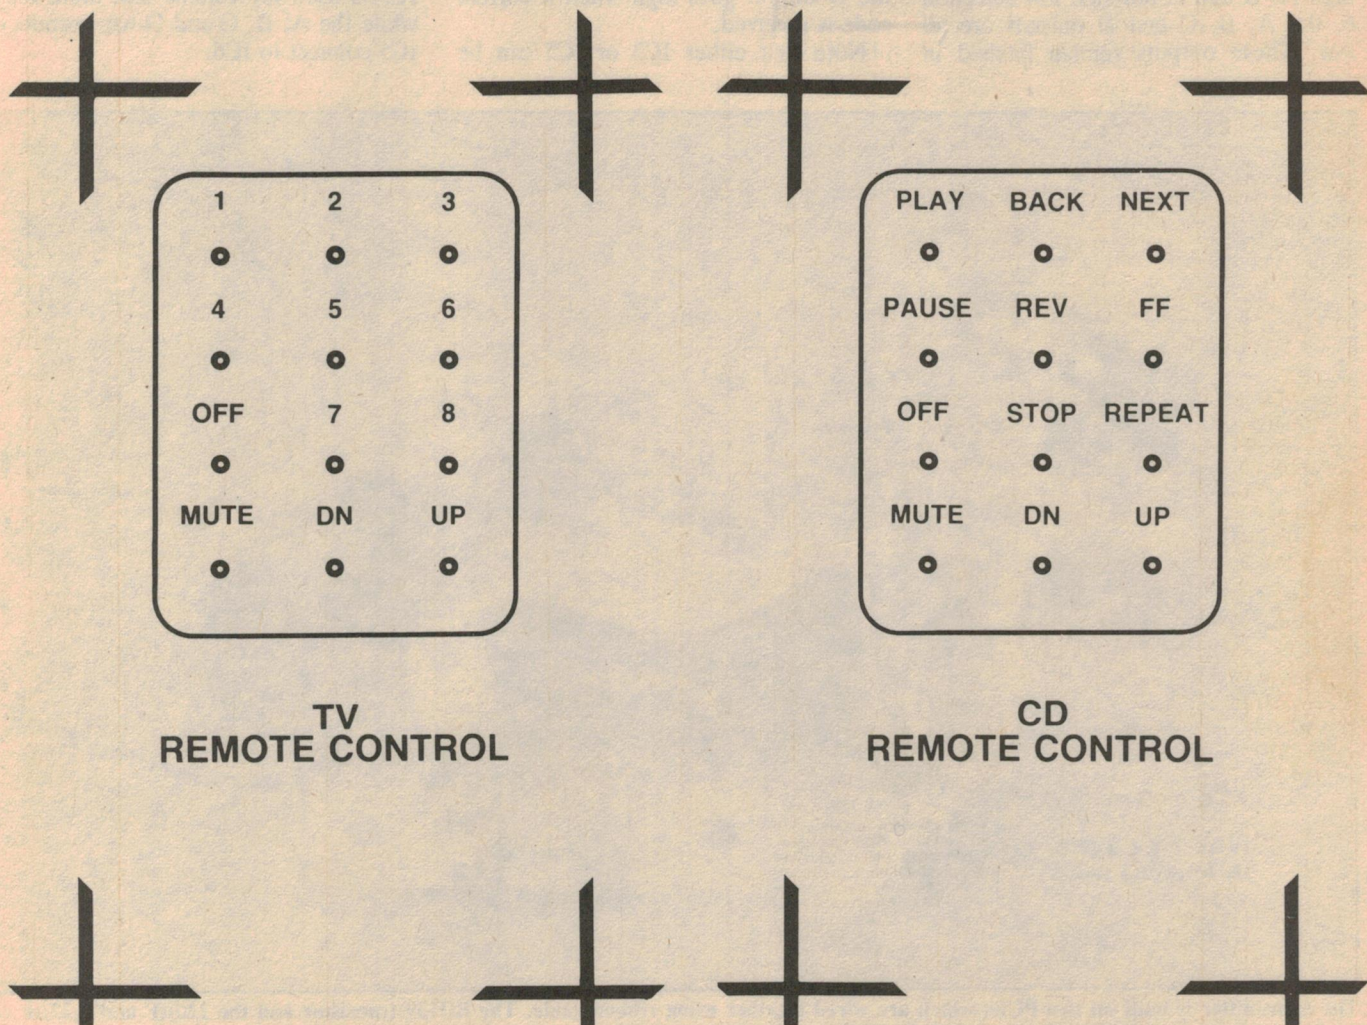 1 2 3
4 5 6
OFF 7 8
MUTE DN UP
TV
REMOTE CONTROL
PLAY BACK NEXT
PAUSE REV FF
OFF STOP REPEAT
MUTE DN UP
CD
REMOTE CONTROL